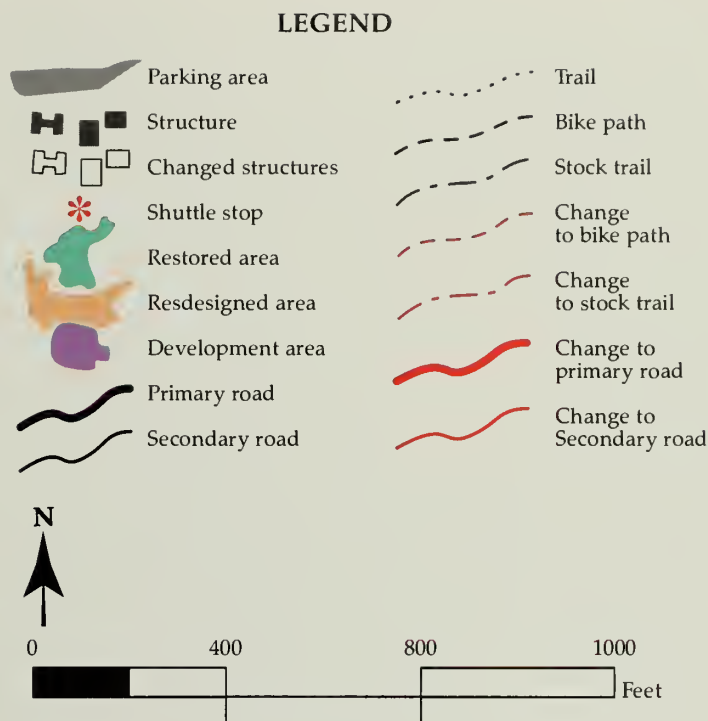 LEGEND
Parking area
Structure
Changed structures
Shuttle stop
Restored area
Resdesigned area
Development area
Primary road
Secondary road
Trail
Bike path
Stock trail
Change
to bike path
Change
to stock trail
Change to
primary road
Change to
Secondary road
N
0 400 800 1000
Feet